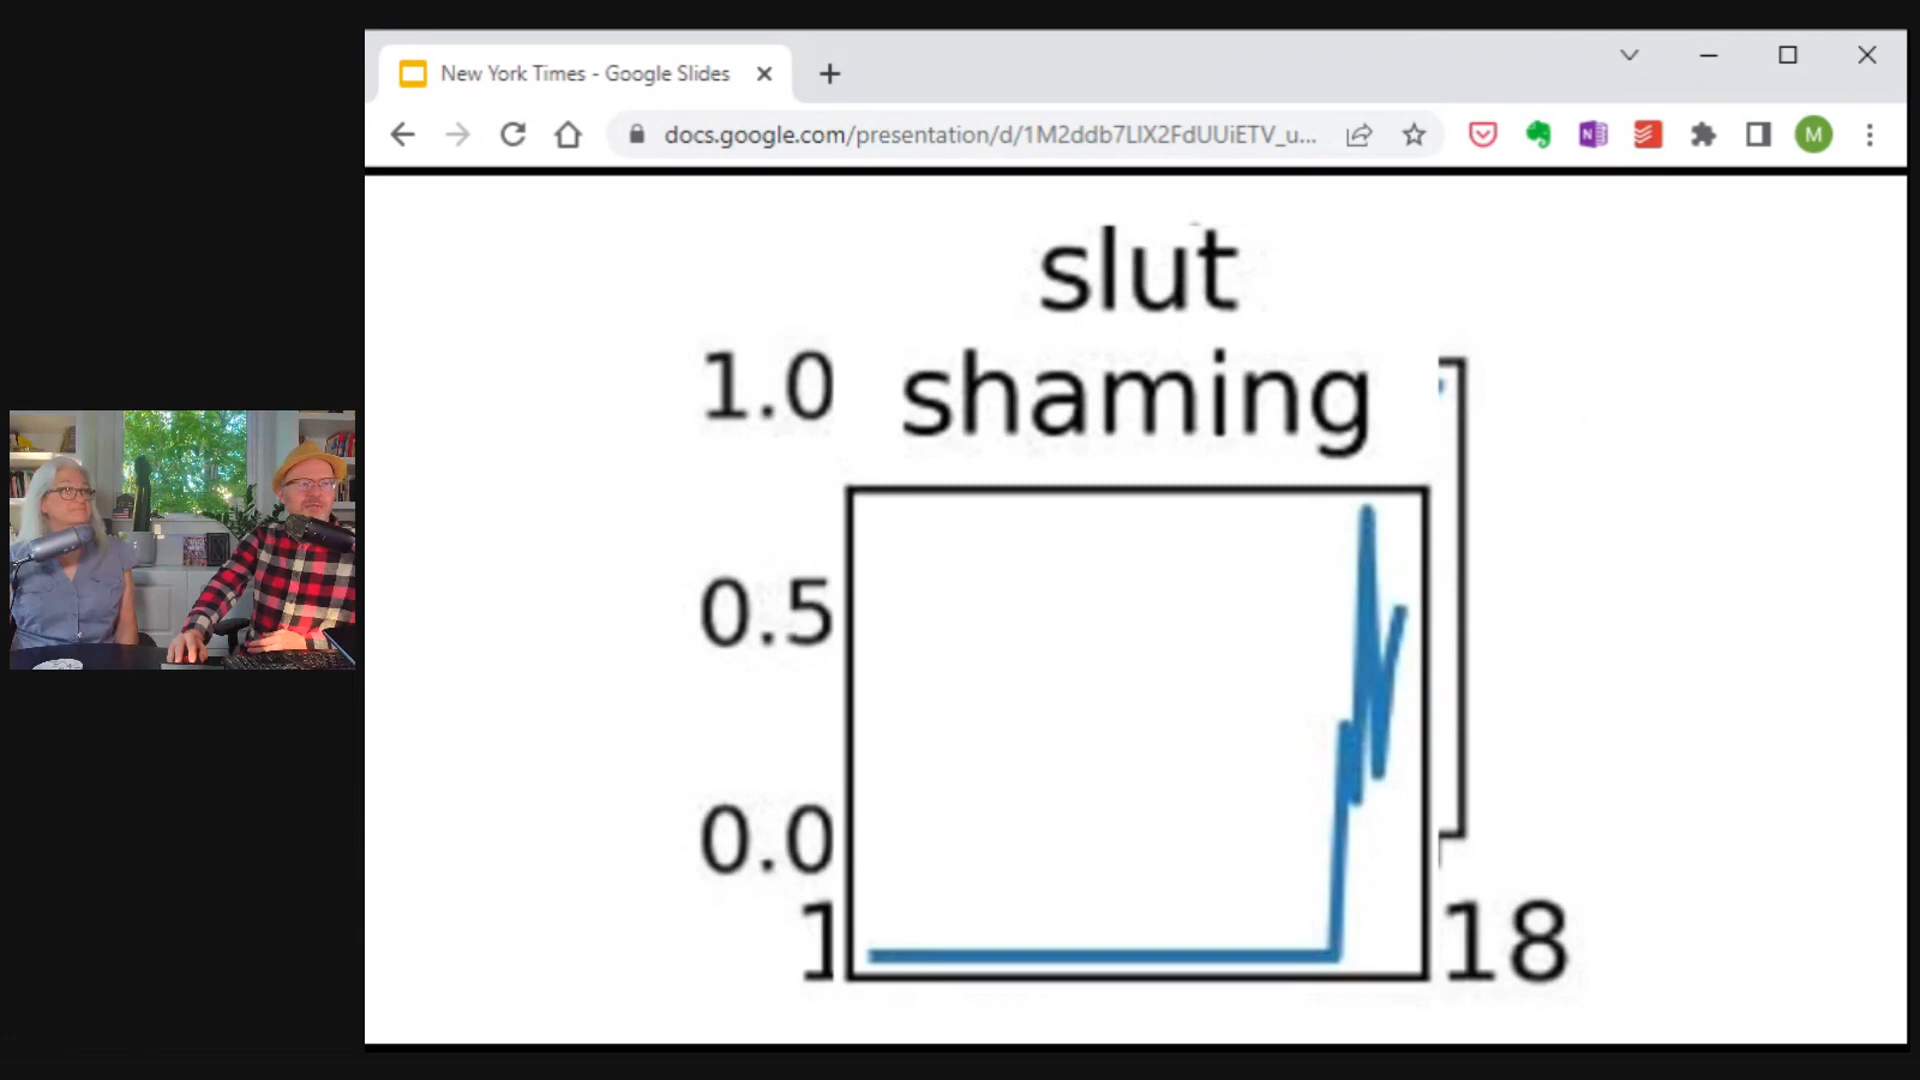 New York Times - Google Slides
docs.google.com/presentation/d/1M2ddb7LIX2FdUUiETV_u...
M
slut
shaming
1.0
0.5
0.0
1
18